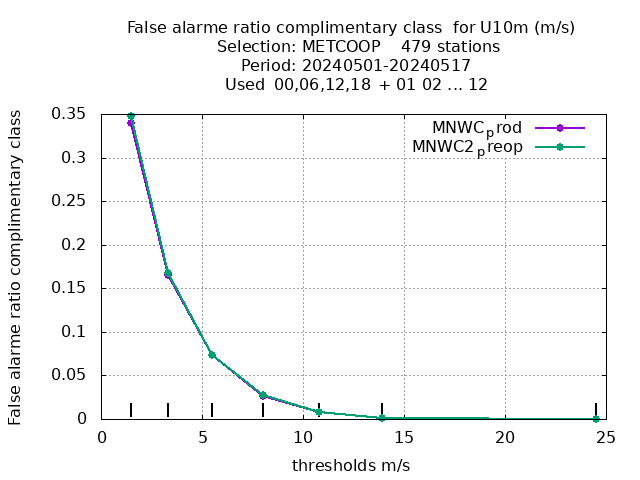 False alarme ratio complimentary class  for U10m (m/s)
Selection: METCOOP    479 stations
Period: 20240501-20240517
Used  00,06,12,18  + 01 02 ... 12
False alarme ratio complimentary class
0.35
0.3
0.25
0.2
0.15
0.1
0.05
0
MNWC_prod
MNWC2_preop
0 5 10 15 20 25
thresholds m/s